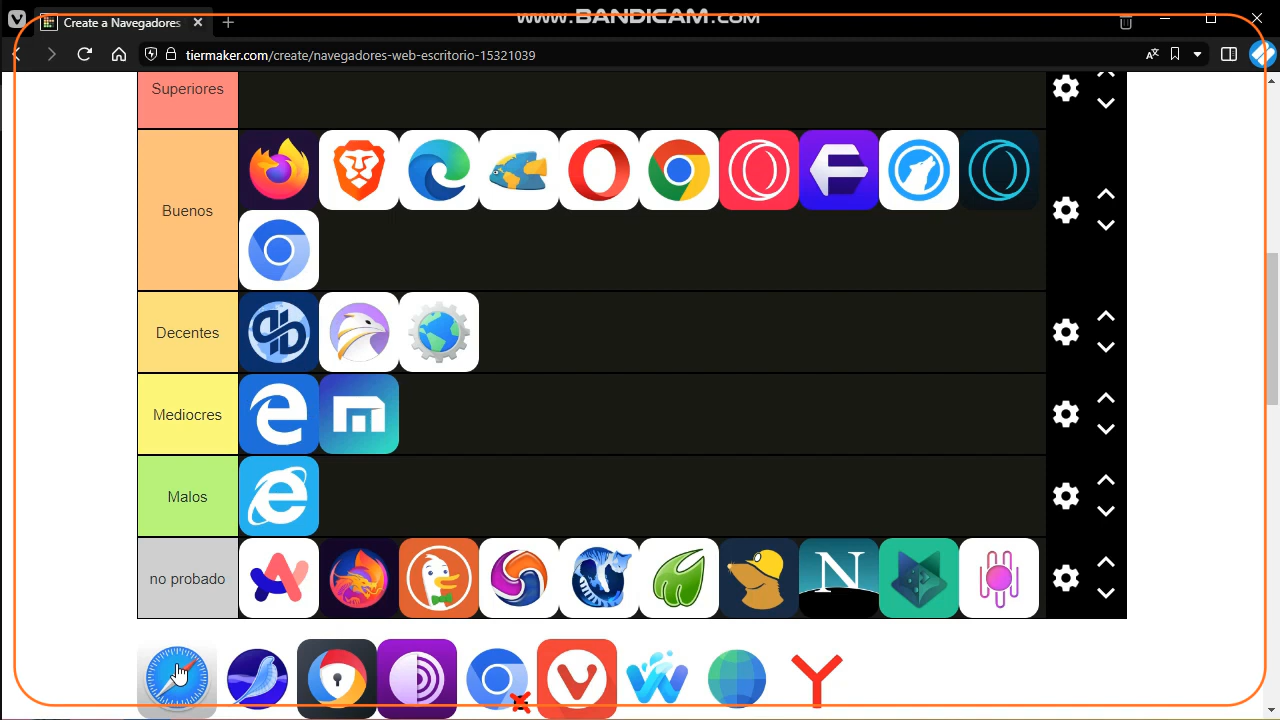 www.BANDICAM.com
Create a Navegadores
tiermaker.com/create/navegadores-web-escritorio-15321039
Superiores
Buenos
Decentes
Mediocres
Malos
no probado
N